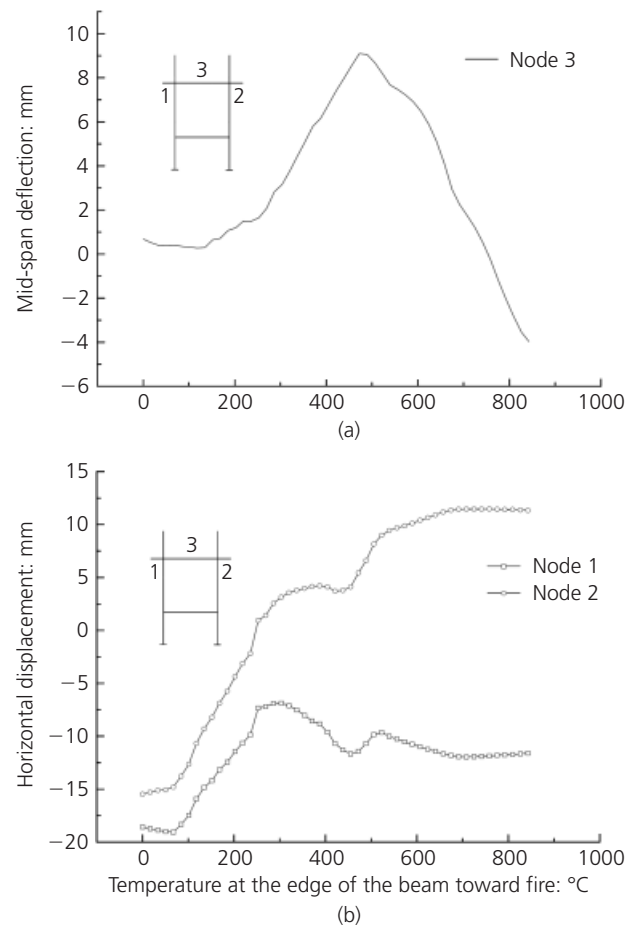 10
8
6
4
2
0
−2
−4
−6
Mid-span deflection: mm
3
1 2
Node 3
0 200 400 600 800 1000
(a)
15
10
5
0
−5
−10
−15
−20
Horizontal displacement: mm
3
1 2
Node 1
Node 2
0 200 400 600 800 1000
Temperature at the edge of the beam toward fire: °C
(b)